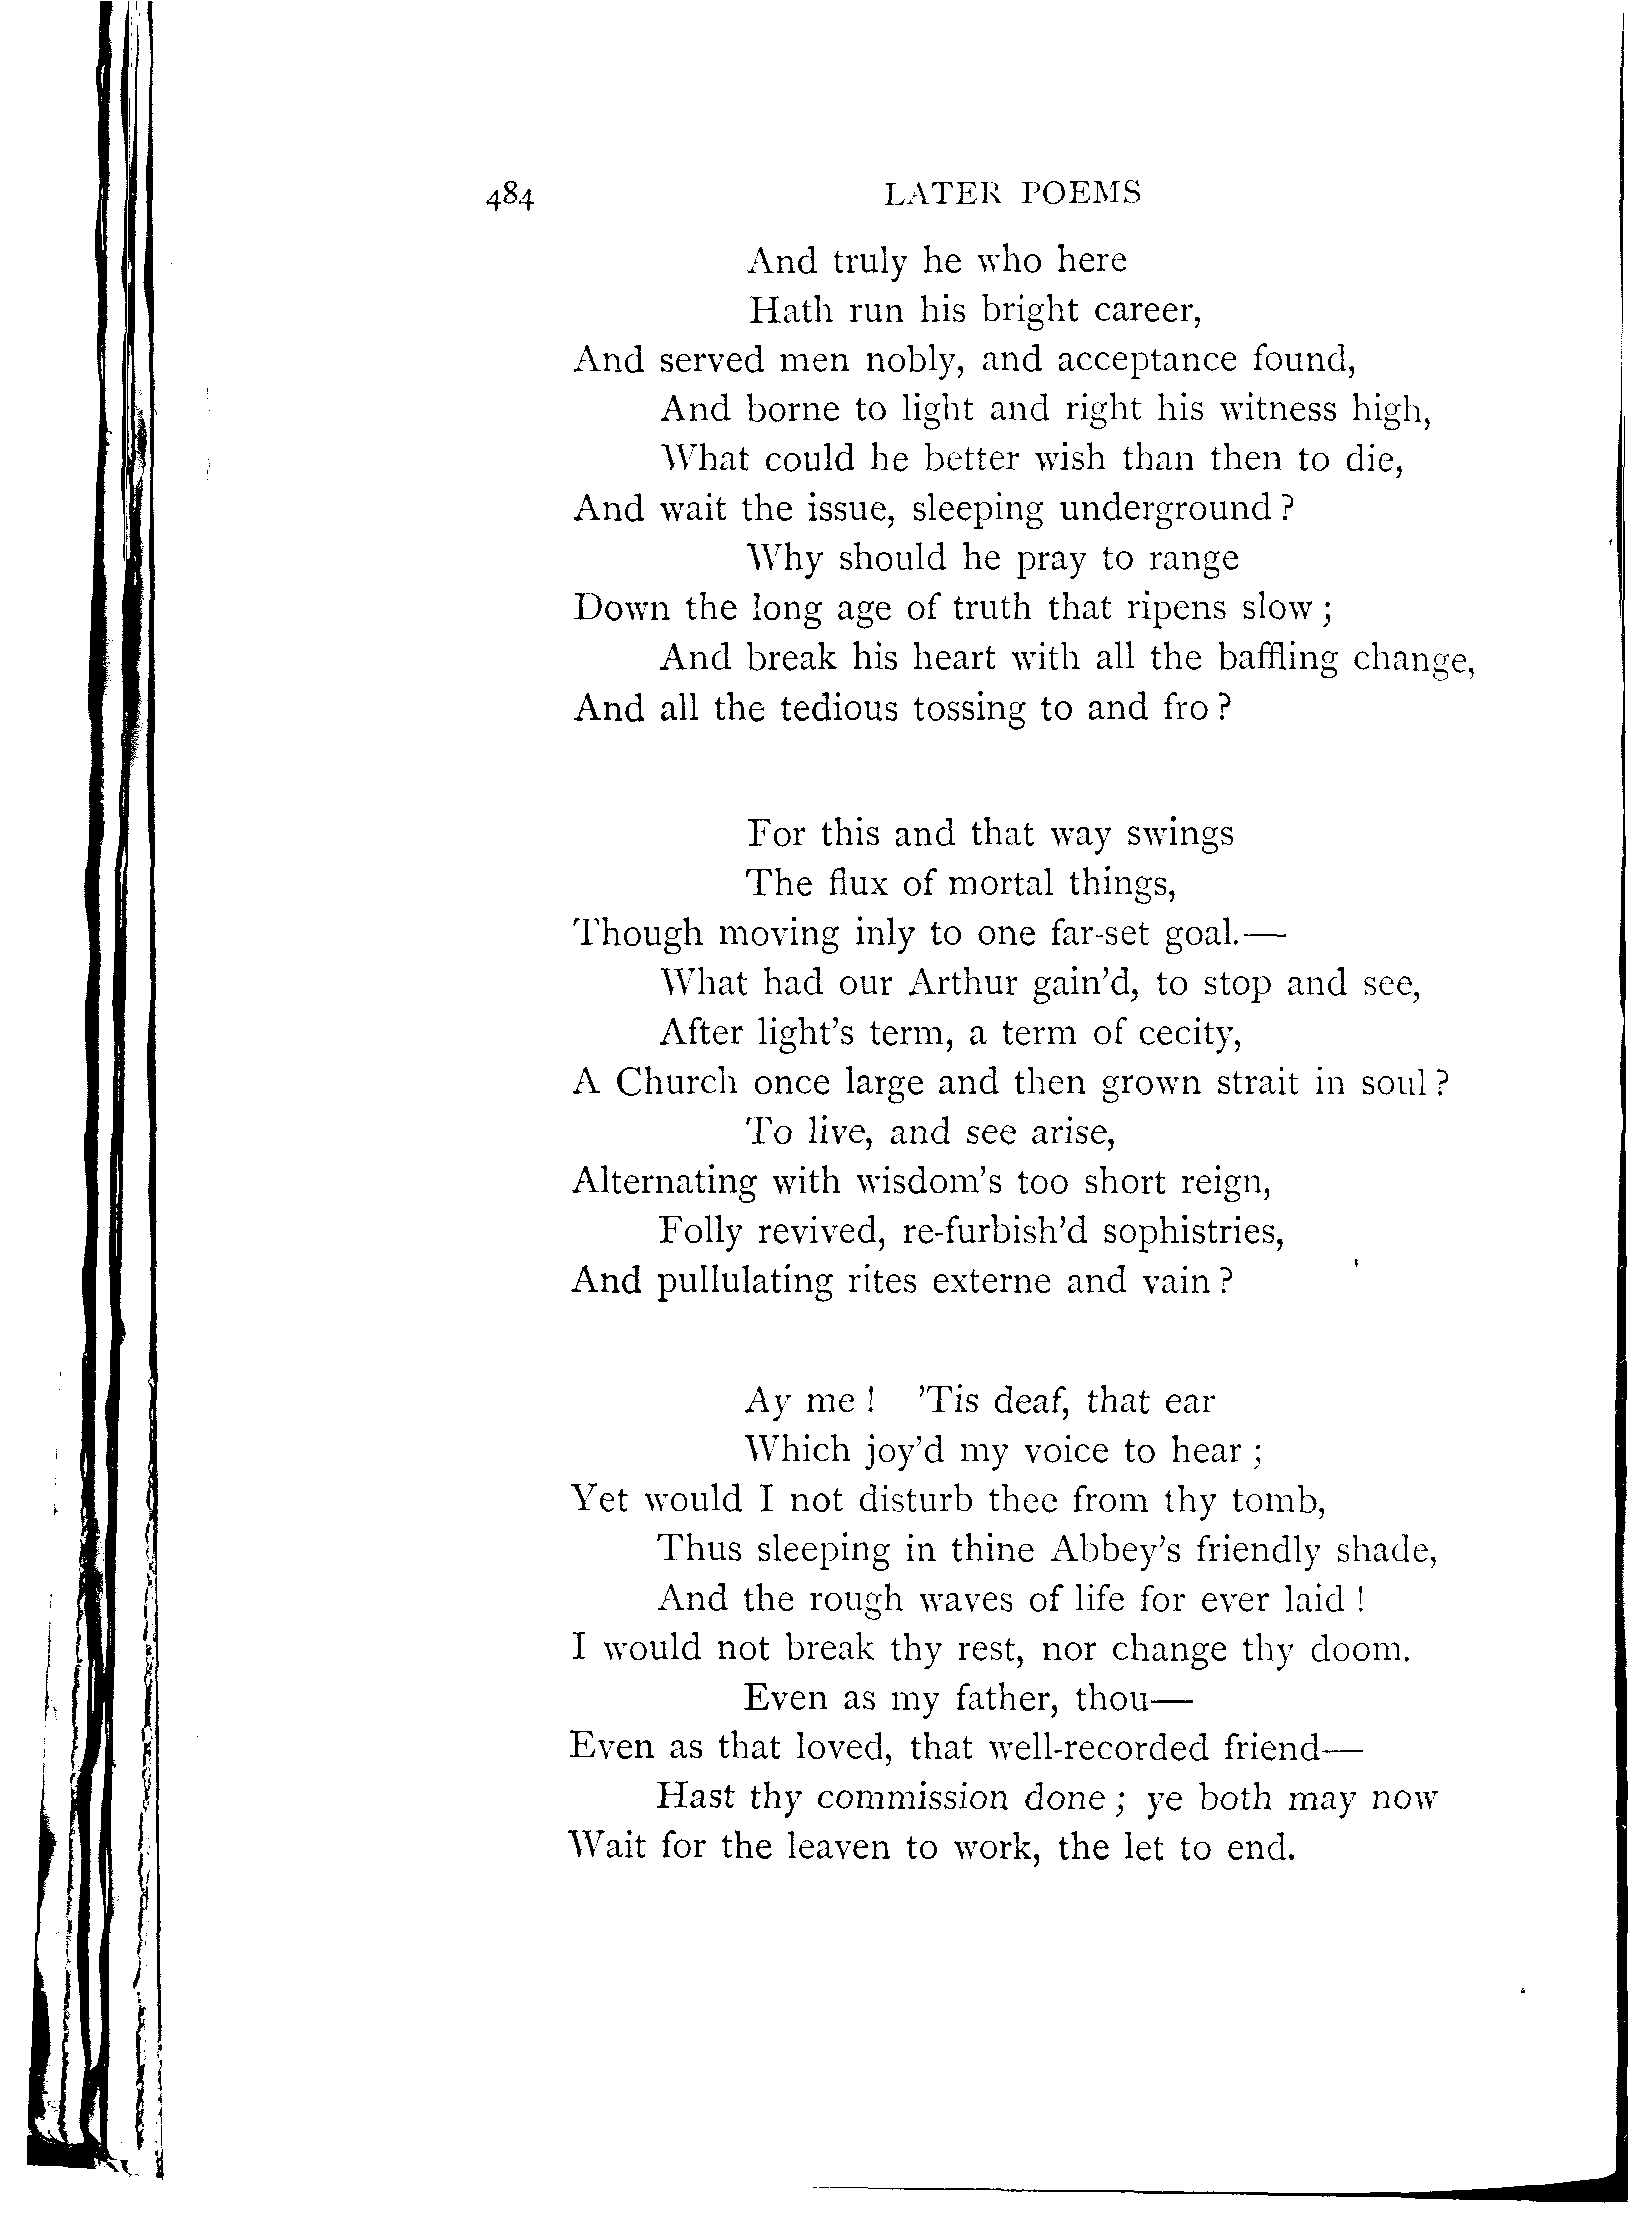 484 LATER POEMS
And truly he who here
Hath run his bright career,
And served men nobly, and acceptance found,
And borne to light and right his witness high,
What could he better wish than then to die,
And wait the issue, sleeping underground ?
Why should he pray to range
Down the long age of truth that ripens slow ;
And break his heart with all the baffling change,
And all the tedious tossing to and fro ?
For this and that way swings
The flux of mortal things,
Though moving inly to one far-set goal.—
What had our Arthur gain'd, to stop and see,
After light's term, a term of cecity,
A Church once large and then grown strait in soul ?
To live, and see arise,
Alternating with wisdom's too short reign,
Folly revived, re-furbish'd sophistries,
And pullulating rites externe and vain ?
Ay me ! 'Tis deaf, that ear
Which joy'd my voice to hear ;
Yet would I not disturb thee from thy tomb,
Thus sleeping in thine Abbey's friendly shade,
And the rough waves of life for ever laid !
I would not break thy rest, nor change thy doom.
Even as my father, thou—
Even as that loved, that well-recorded friend—
Hast thy commission done ; ye both may now
Wait for the leaven to work, the let to end.